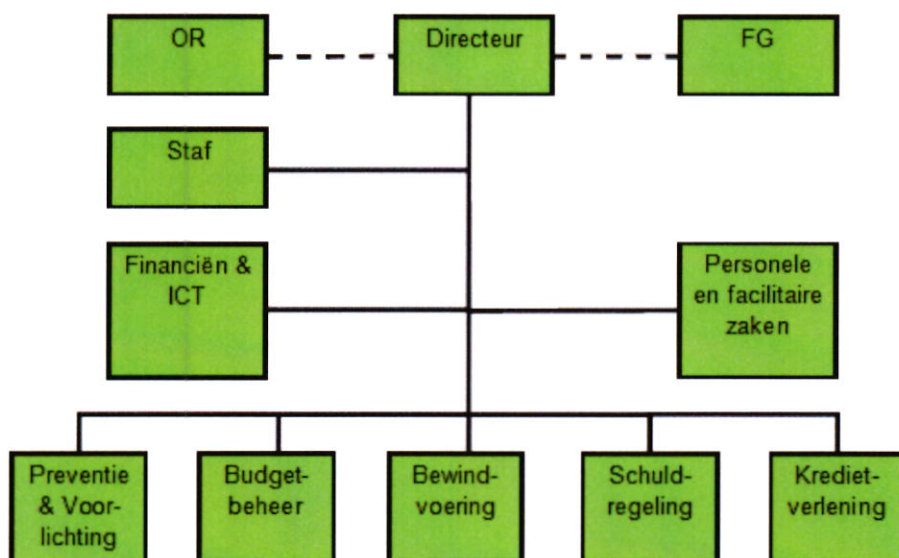 OR
Directeur
FG
Staf
Financiën &
ICT
Personele
en facilitaire
zaken
Preventie
& Voor-
lichting
Budget-
beheer
Bewind-
voering
Schuld-
regeling
Krediet-
verlening